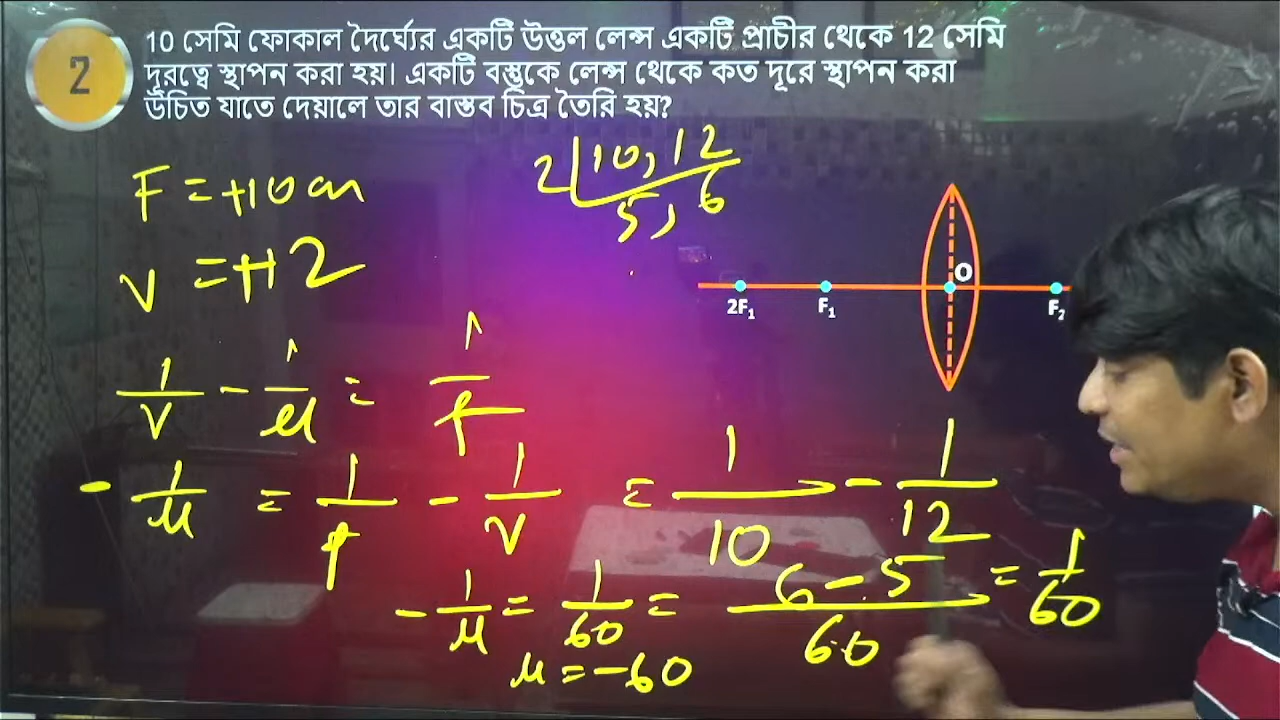 2
10 সেমি ফোকাল দৈর্ঘ্যের একটি উত্তল লেন্স একটি প্রাচীর থেকে 12 সেমি
দূরত্বে স্থাপন করা হয়। একটি বস্তুকে লেন্স থেকে কত দূরে স্থাপন করা
উচিত যাতে দেয়ালে তার বাস্তব চিত্র তৈরি হয়?
2 | 10, 12
5, 6
F = +10 cm
V = +12
O
2F₁ F₁ F₂
1/v - 1/u = 1/f
- 1/u = 1/f - 1/v = 1/10 - 1/12
- 1/u = 1/60 = 6-5/60 = 1/60
u = -60